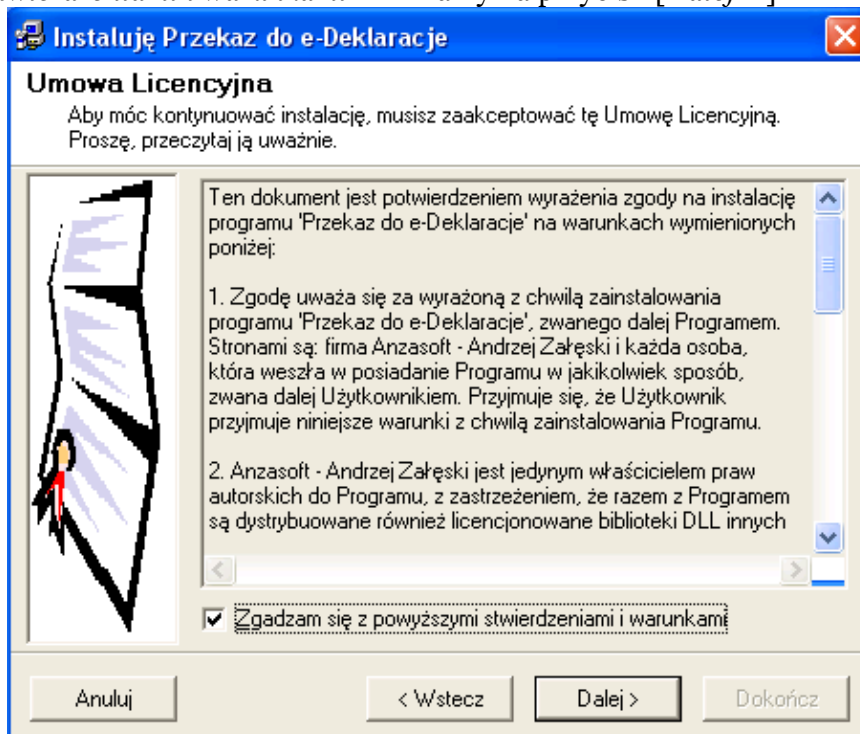 Instaluję Przekaz do e-Deklaracje
Umowa Licencyjna
Aby móc kontynuować instalację, musisz zaakceptować tę Umowę Licencyjną.
Proszę, przeczytaj ją uważnie.
Ten dokument jest potwierdzeniem wyrażenia zgody na instalację
programu 'Przekaz do e-Deklaracje' na warunkach wymienionych
poniżej:
1. Zgodę uważa się za wyrażoną z chwilą zainstalowania
programu 'Przekaz do e-Deklaracje', zwanego dalej Programem.
Stronami są: firma Anzasoft - Andrzej Załęski i każda osoba,
która weszła w posiadanie Programu w jakikolwiek sposób,
zwana dalej Użytkownikiem. Przyjmuje się, że Użytkownik
przyjmuje niniejsze warunki z chwilą zainstalowania Programu.
2. Anzasoft - Andrzej Załęski jest jedynym właścicielem praw
autorskich do Programu, z zastrzeżeniem, że razem z Programem
są dystrybuowane również licencjonowane biblioteki DLL innych
Zgadzam się z powyższymi stwierdzeniami i warunkami
Anuluj
< Wstecz
Dalej >
Dokończ